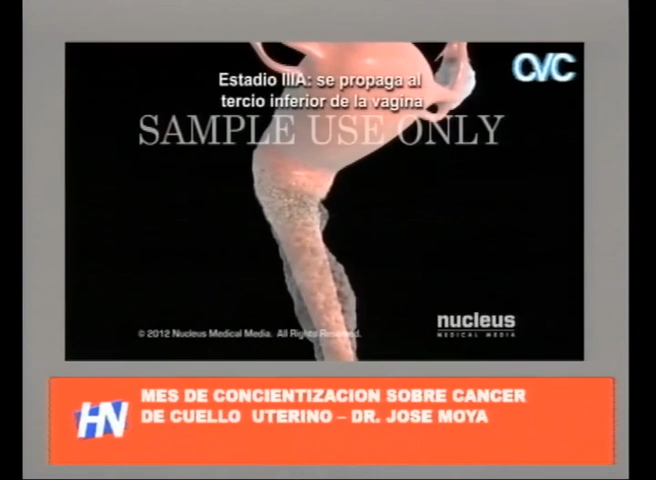 CVC
Estadio IIIA: se propaga al
tercio inferior de la vagina
SAMPLE USE ONLY
© 2012 Nucleus Medical Media. All Rights Reserved.
nucleus
MEDICAL MEDIA
HN
MES DE CONCIENTIZACION SOBRE CANCER
DE CUELLO UTERINO – DR. JOSE MOYA